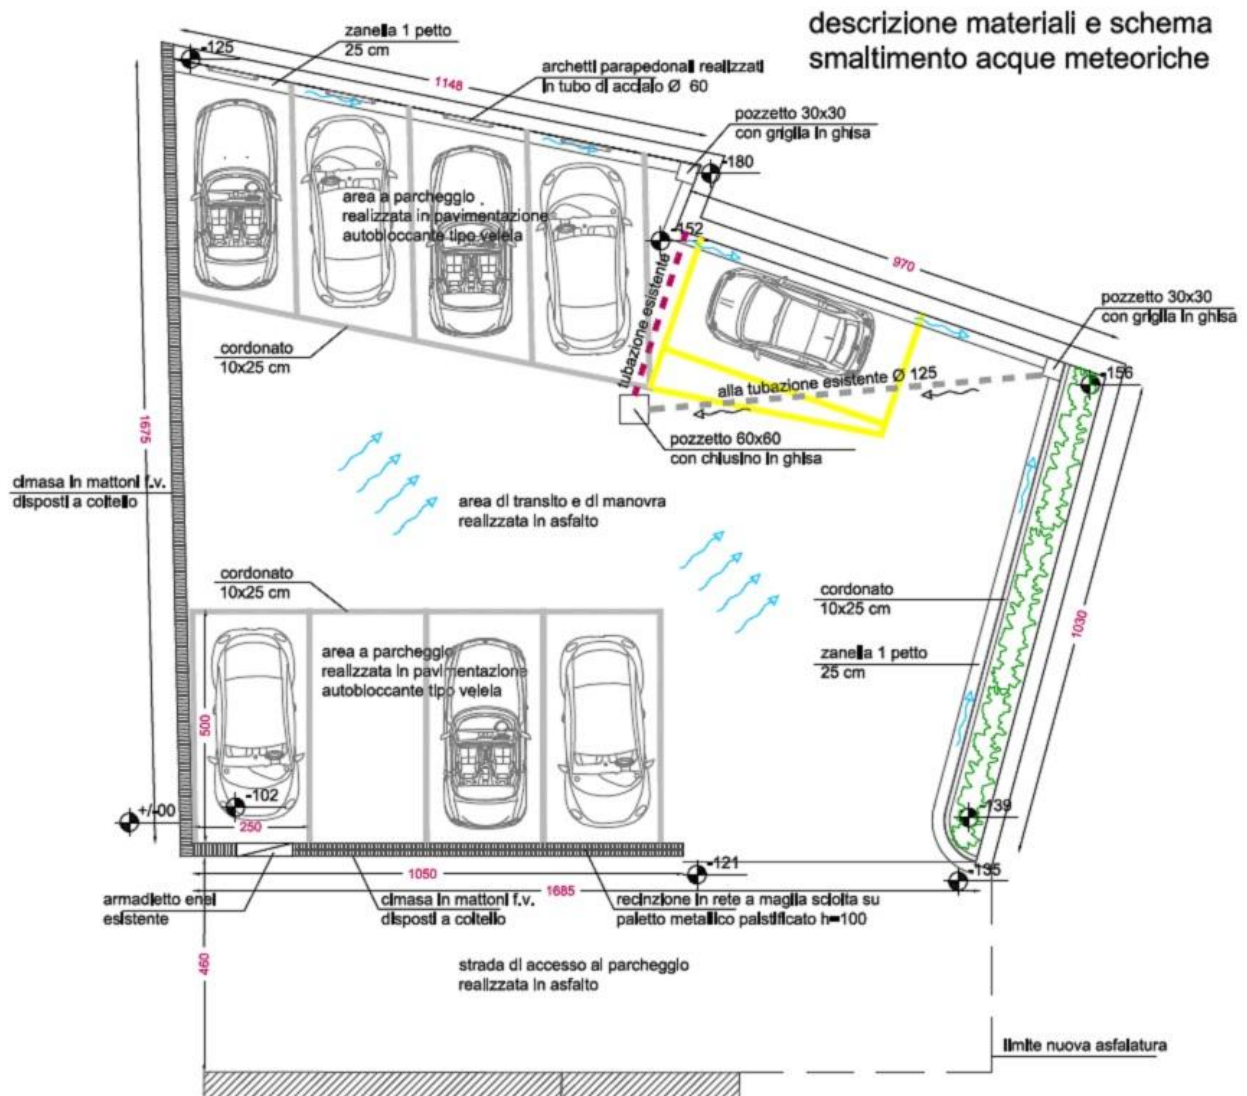 descrizione materiali e schema
smaltimento acque meteoriche
zanella 1 petto
25 cm
-125
1148
archetti parapedonali realizzati
in tubo di acciaio Ø 60
pozzetto 30x30
con griglia in ghisa
-180
area a parcheggio
realizzata in pavimentazione
autobloccante tipo velela
-152
970
tubazione esistente
pozzetto 30x30
con griglia in ghisa
cordonato
10x25 cm
alla tubazione esistente Ø 125
-156
1675
pozzetto 60x60
con chiusino in ghisa
cimasa in mattoni f.v.
disposti a coltello
area di transito e di manovra
realizzata in asfalto
cordonato
10x25 cm
cordonato
10x25 cm
1030
area a parcheggio
realizzata in pavimentazione
autobloccante tipo velela
zanella 1 petto
25 cm
500
-102
+/-00
250
-139
1050
-121
1685
-135
armadietto enel
esistente
cimasa in mattoni f.v.
disposti a coltello
recinzione in rete a maglia sciolta su
paletto metallico palstificato h=100
460
strada di accesso al parcheggio
realizzata in asfalto
limite nuova asfalatura